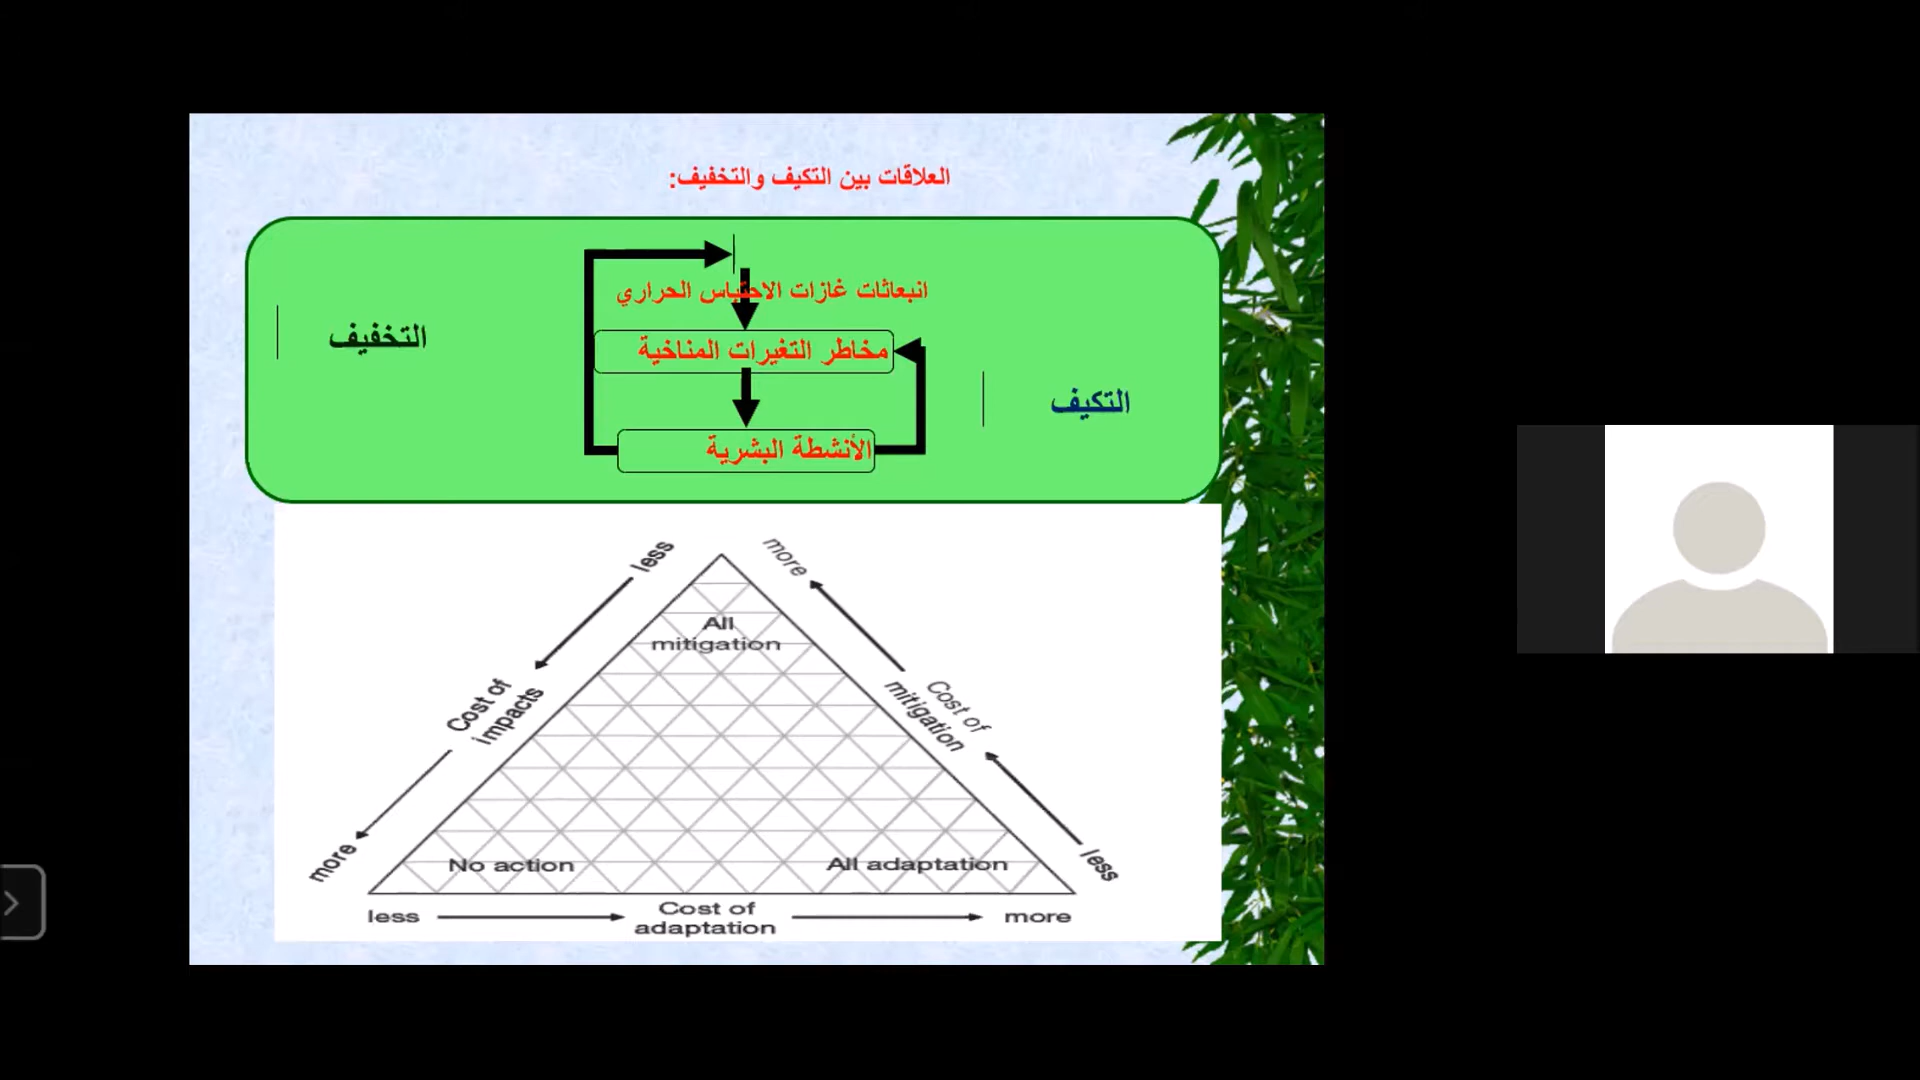 العلاقات بين التكيف والتخفيف:
انبعاثات غازات الاحتباس الحراري
التخفيف
مخاطر التغيرات المناخية
التكيف
الأنشطة البشرية
less
more
All
mitigation
Cost of
impacts
Cost of
mitigation
more
No action
All adaptation
less
less
Cost of
adaptation
more